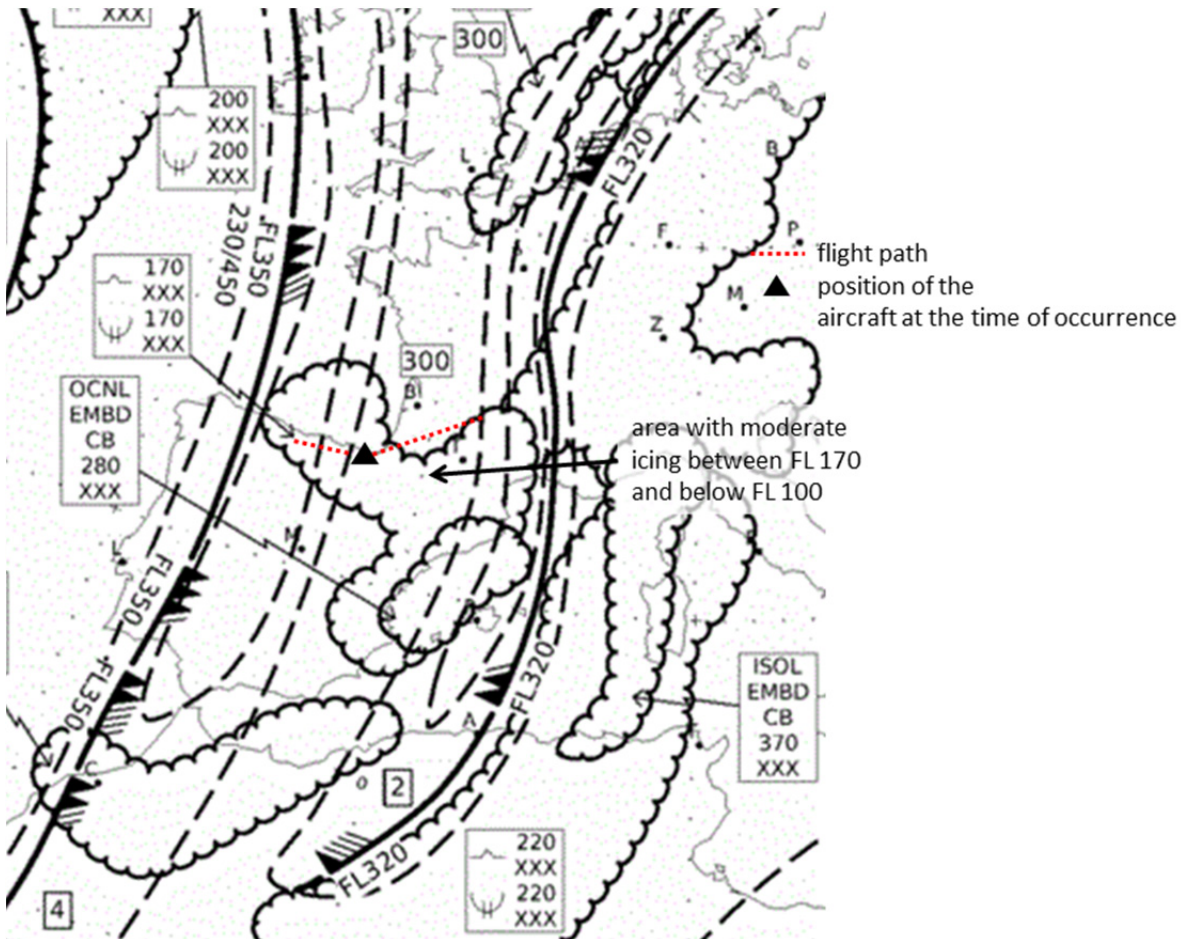 XXX
300
200
XXX
200
XXX
L
A
FL320
B
F
P
FL350
230/450
flight path
position of the
aircraft at the time of occurrence
M
Z
170
XXX
170
XXX
300
B
OCNL
EMBD
CB
280
XXX
area with moderate
icing between FL 170
and below FL 100
M
L
FL350
FL350
FL320
ISOL
EMBD
CB
370
XXX
A
C
2
FL320
220
XXX
220
XXX
4